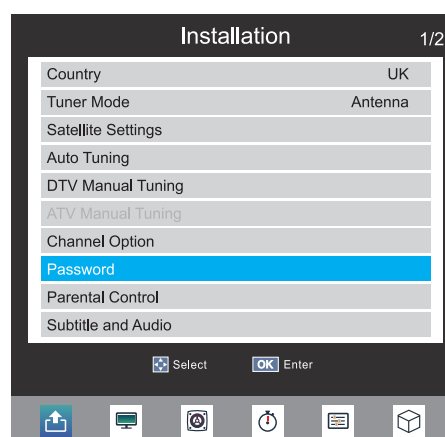 Installation 1/2
Country UK
Tuner Mode Antenna
Satellite Settings
Auto Tuning
DTV Manual Tuning
ATV Manual Tuning
Channel Option
Password
Parental Control
Subtitle and Audio
Select OK Enter